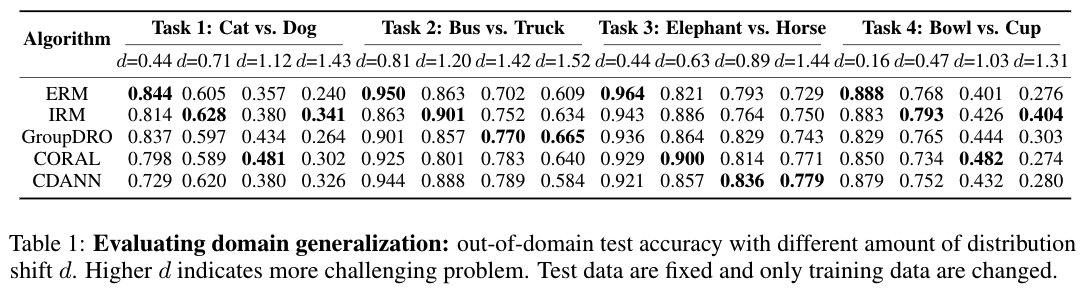 Algorithm Task 1: Cat vs. Dog Task 2: Bus vs. Truck Task 3: Elephant vs. Horse Task 4: Bowl vs. Cup
d=0.44 d=0.71 d=1.12 d=1.43 d=0.81 d=1.20 d=1.42 d=1.52 d=0.44 d=0.63 d=0.89 d=1.44 d=0.16 d=0.47 d=1.03 d=1.31
ERM 0.844 0.605 0.357 0.240 0.950 0.863 0.702 0.609 0.964 0.821 0.793 0.729 0.888 0.768 0.401 0.276
IRM 0.814 0.628 0.380 0.341 0.863 0.901 0.752 0.634 0.943 0.886 0.764 0.750 0.883 0.793 0.426 0.404
GroupDRO 0.837 0.597 0.434 0.264 0.901 0.857 0.770 0.665 0.936 0.864 0.829 0.743 0.829 0.765 0.444 0.303
CORAL 0.798 0.589 0.481 0.302 0.925 0.801 0.783 0.640 0.929 0.900 0.814 0.771 0.850 0.734 0.482 0.274
CDANN 0.729 0.620 0.380 0.326 0.944 0.888 0.789 0.584 0.921 0.857 0.836 0.779 0.879 0.752 0.432 0.280
Table 1: Evaluating domain generalization: out-of-domain test accuracy with different amount of distribution
shift d. Higher d indicates more challenging problem. Test data are fixed and only training data are changed.